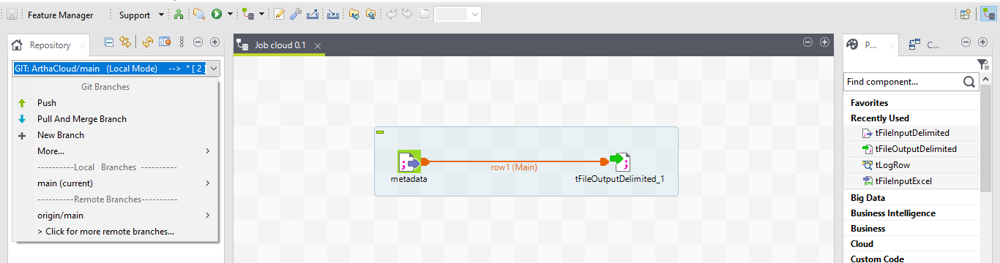 Feature Manager
Support
Repository
GIT: ArthaCloud/main (Local Mode) --> * [ 2 ]
Git Branches
Push
Pull And Merge Branch
New Branch
More...
----------Local Branches ----------
main (current)
----------Remote Branches----------
origin/main
> Click for more remote branches...
Job cloud 0.1
metadata
row1 (Main)
tFileOutputDelimited_1
P...
C...
Find component...
Favorites
Recently Used
tFileInputDelimited
tFileOutputDelimited
tLogRow
tFileInputExcel
Big Data
Business Intelligence
Business
Cloud
Custom Code